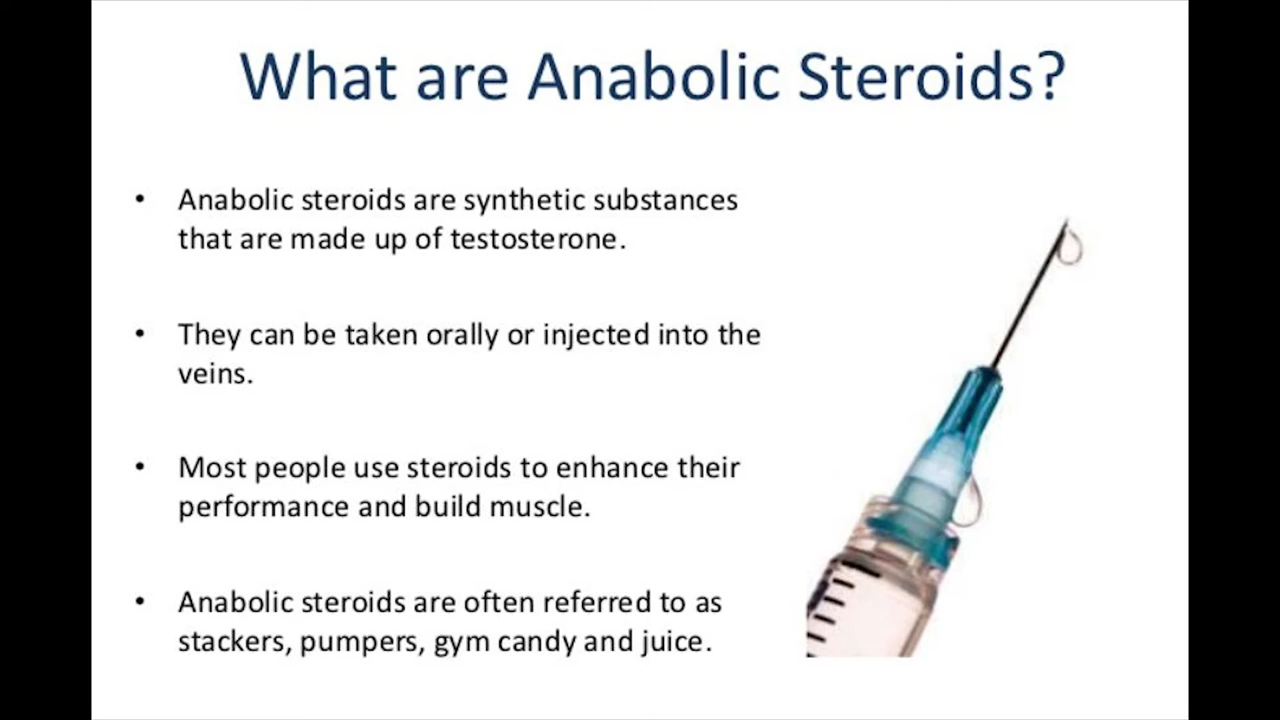 What are Anabolic Steroids?
• Anabolic steroids are synthetic substances
that are made up of testosterone.
• They can be taken orally or injected into the
veins.
• Most people use steroids to enhance their
performance and build muscle.
• Anabolic steroids are often referred to as
stackers, pumpers, gym candy and juice.